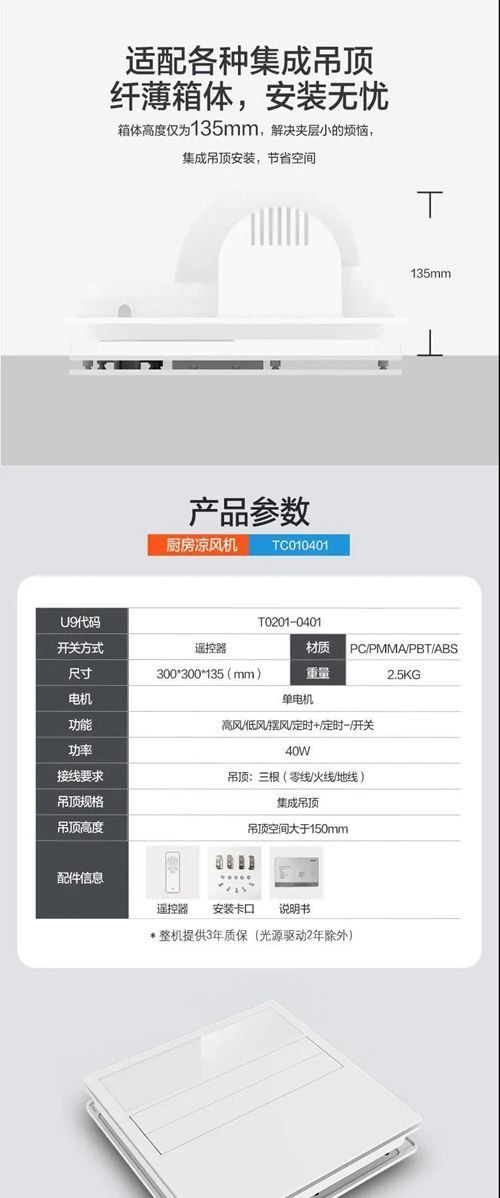 适配各种集成吊顶
纤薄箱体，安装无忧
箱体高度仅为135mm，解决夹层小的烦恼，
集成吊顶安装，节省空间
135mm
产品参数
厨房凉风机 TC010401
U9代码 T0201-0401
开关方式 遥控器 材质 PC/PMMA/PBT/ABS
尺寸 300*300*135（mm） 重量 2.5KG
电机 单电机
功能 高风/低风/摆风/定时+/定时-/开关
功率 40W
接线要求 吊顶：三根（零线/火线/地线）
吊顶规格 集成吊顶
吊顶高度 吊顶空间大于150mm
配件信息
遥控器 安装卡口 说明书
*整机提供3年质保（光源驱动2年除外）